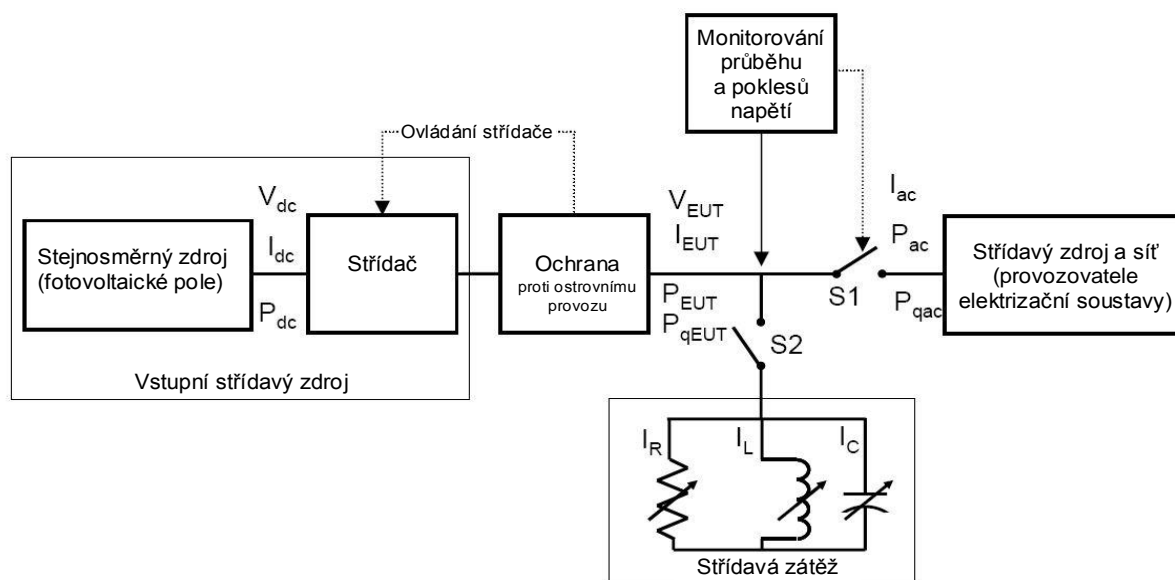 Monitorování
průběhu
a poklesů
napětí
Ovládání střídače
V_dc
I_dc
P_dc
Stejnosměrný zdroj
(fotovoltaické pole)
Střídač
Ochrana
proti ostrovnímu
provozu
V_EUT
I_EUT
P_EUT
P_qEUT
S1
S2
I_ac
P_ac
P_qac
Střídavý zdroj a síť
(provozovatele
elektrizační soustavy)
Vstupní střídavý zdroj
I_R
I_L
I_C
Střídavá zátěž